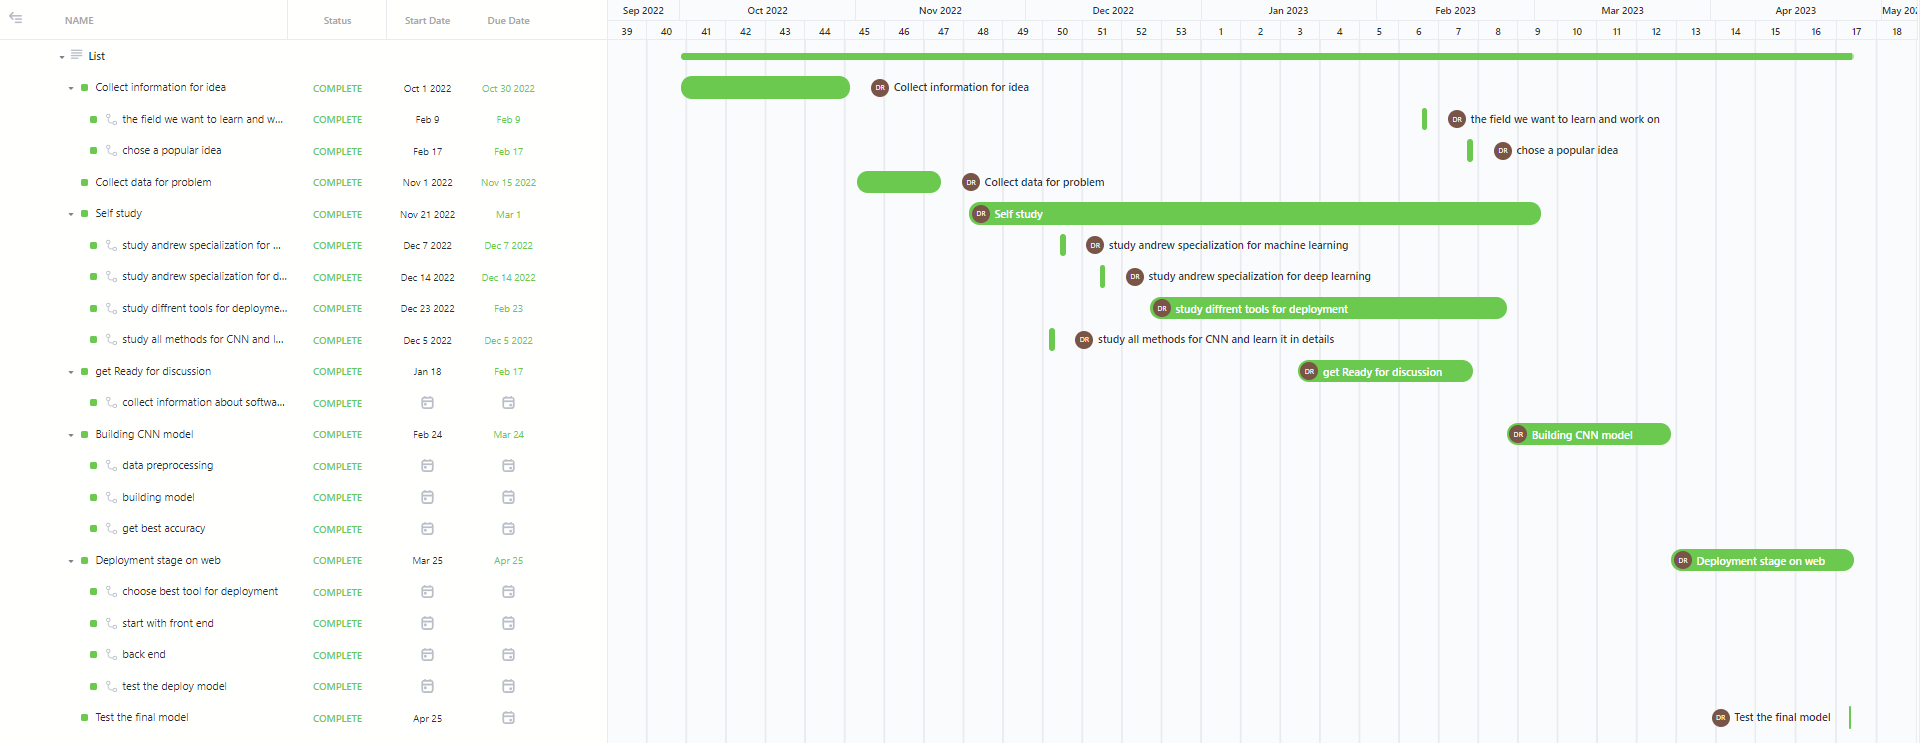 NAME Status Start Date Due Date
Sep 2022 Oct 2022 Nov 2022 Dec 2022 Jan 2023 Feb 2023 Mar 2023 Apr 2023 May 202
39 40 41 42 43 44 45 46 47 48 49 50 51 52 53 1 2 3 4 5 6 7 8 9 10 11 12 13 14 15 16 17 18
List
Collect information for idea COMPLETE Oct 1 2022 Oct 30 2022 DR Collect information for idea
the field we want to learn and w... COMPLETE Feb 9 Feb 9 DR the field we want to learn and work on
chose a popular idea COMPLETE Feb 17 Feb 17 DR chose a popular idea
Collect data for problem COMPLETE Nov 1 2022 Nov 15 2022 DR Collect data for problem
Self study COMPLETE Nov 21 2022 Mar 1 DR Self study
study andrew specialization for ... COMPLETE Dec 7 2022 Dec 7 2022 DR study andrew specialization for machine learning
study andrew specialization for d... COMPLETE Dec 14 2022 Dec 14 2022 DR study andrew specialization for deep learning
study diffrent tools for deployme... COMPLETE Dec 23 2022 Feb 23 DR study diffrent tools for deployment
study all methods for CNN and l... COMPLETE Dec 5 2022 Dec 5 2022 DR study all methods for CNN and learn it in details
get Ready for discussion COMPLETE Jan 18 Feb 17 DR get Ready for discussion
collect information about softwa... COMPLETE
Building CNN model COMPLETE Feb 24 Mar 24 DR Building CNN model
data preprocessing COMPLETE
building model COMPLETE
get best accuracy COMPLETE
Deployment stage on web COMPLETE Mar 25 Apr 25 DR Deployment stage on web
choose best tool for deployment COMPLETE
start with front end COMPLETE
back end COMPLETE
test the deploy model COMPLETE
Test the final model COMPLETE Apr 25 DR Test the final model